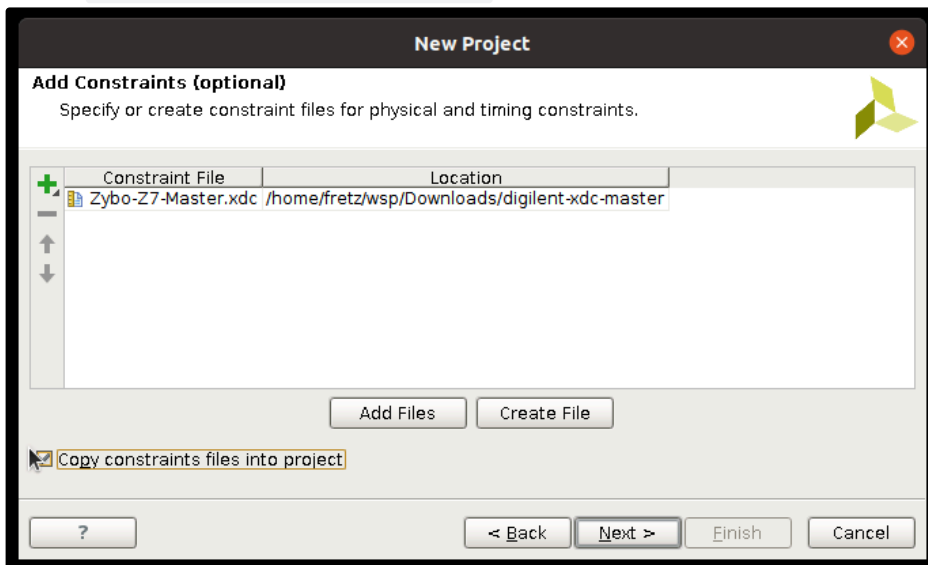 New Project
Add Constraints (optional)
Specify or create constraint files for physical and timing constraints.
Constraint File Location
Zybo-Z7-Master.xdc /home/fretz/wsp/Downloads/digilent-xdc-master
Add Files Create File
Copy constraints files into project
? < Back Next > Finish Cancel